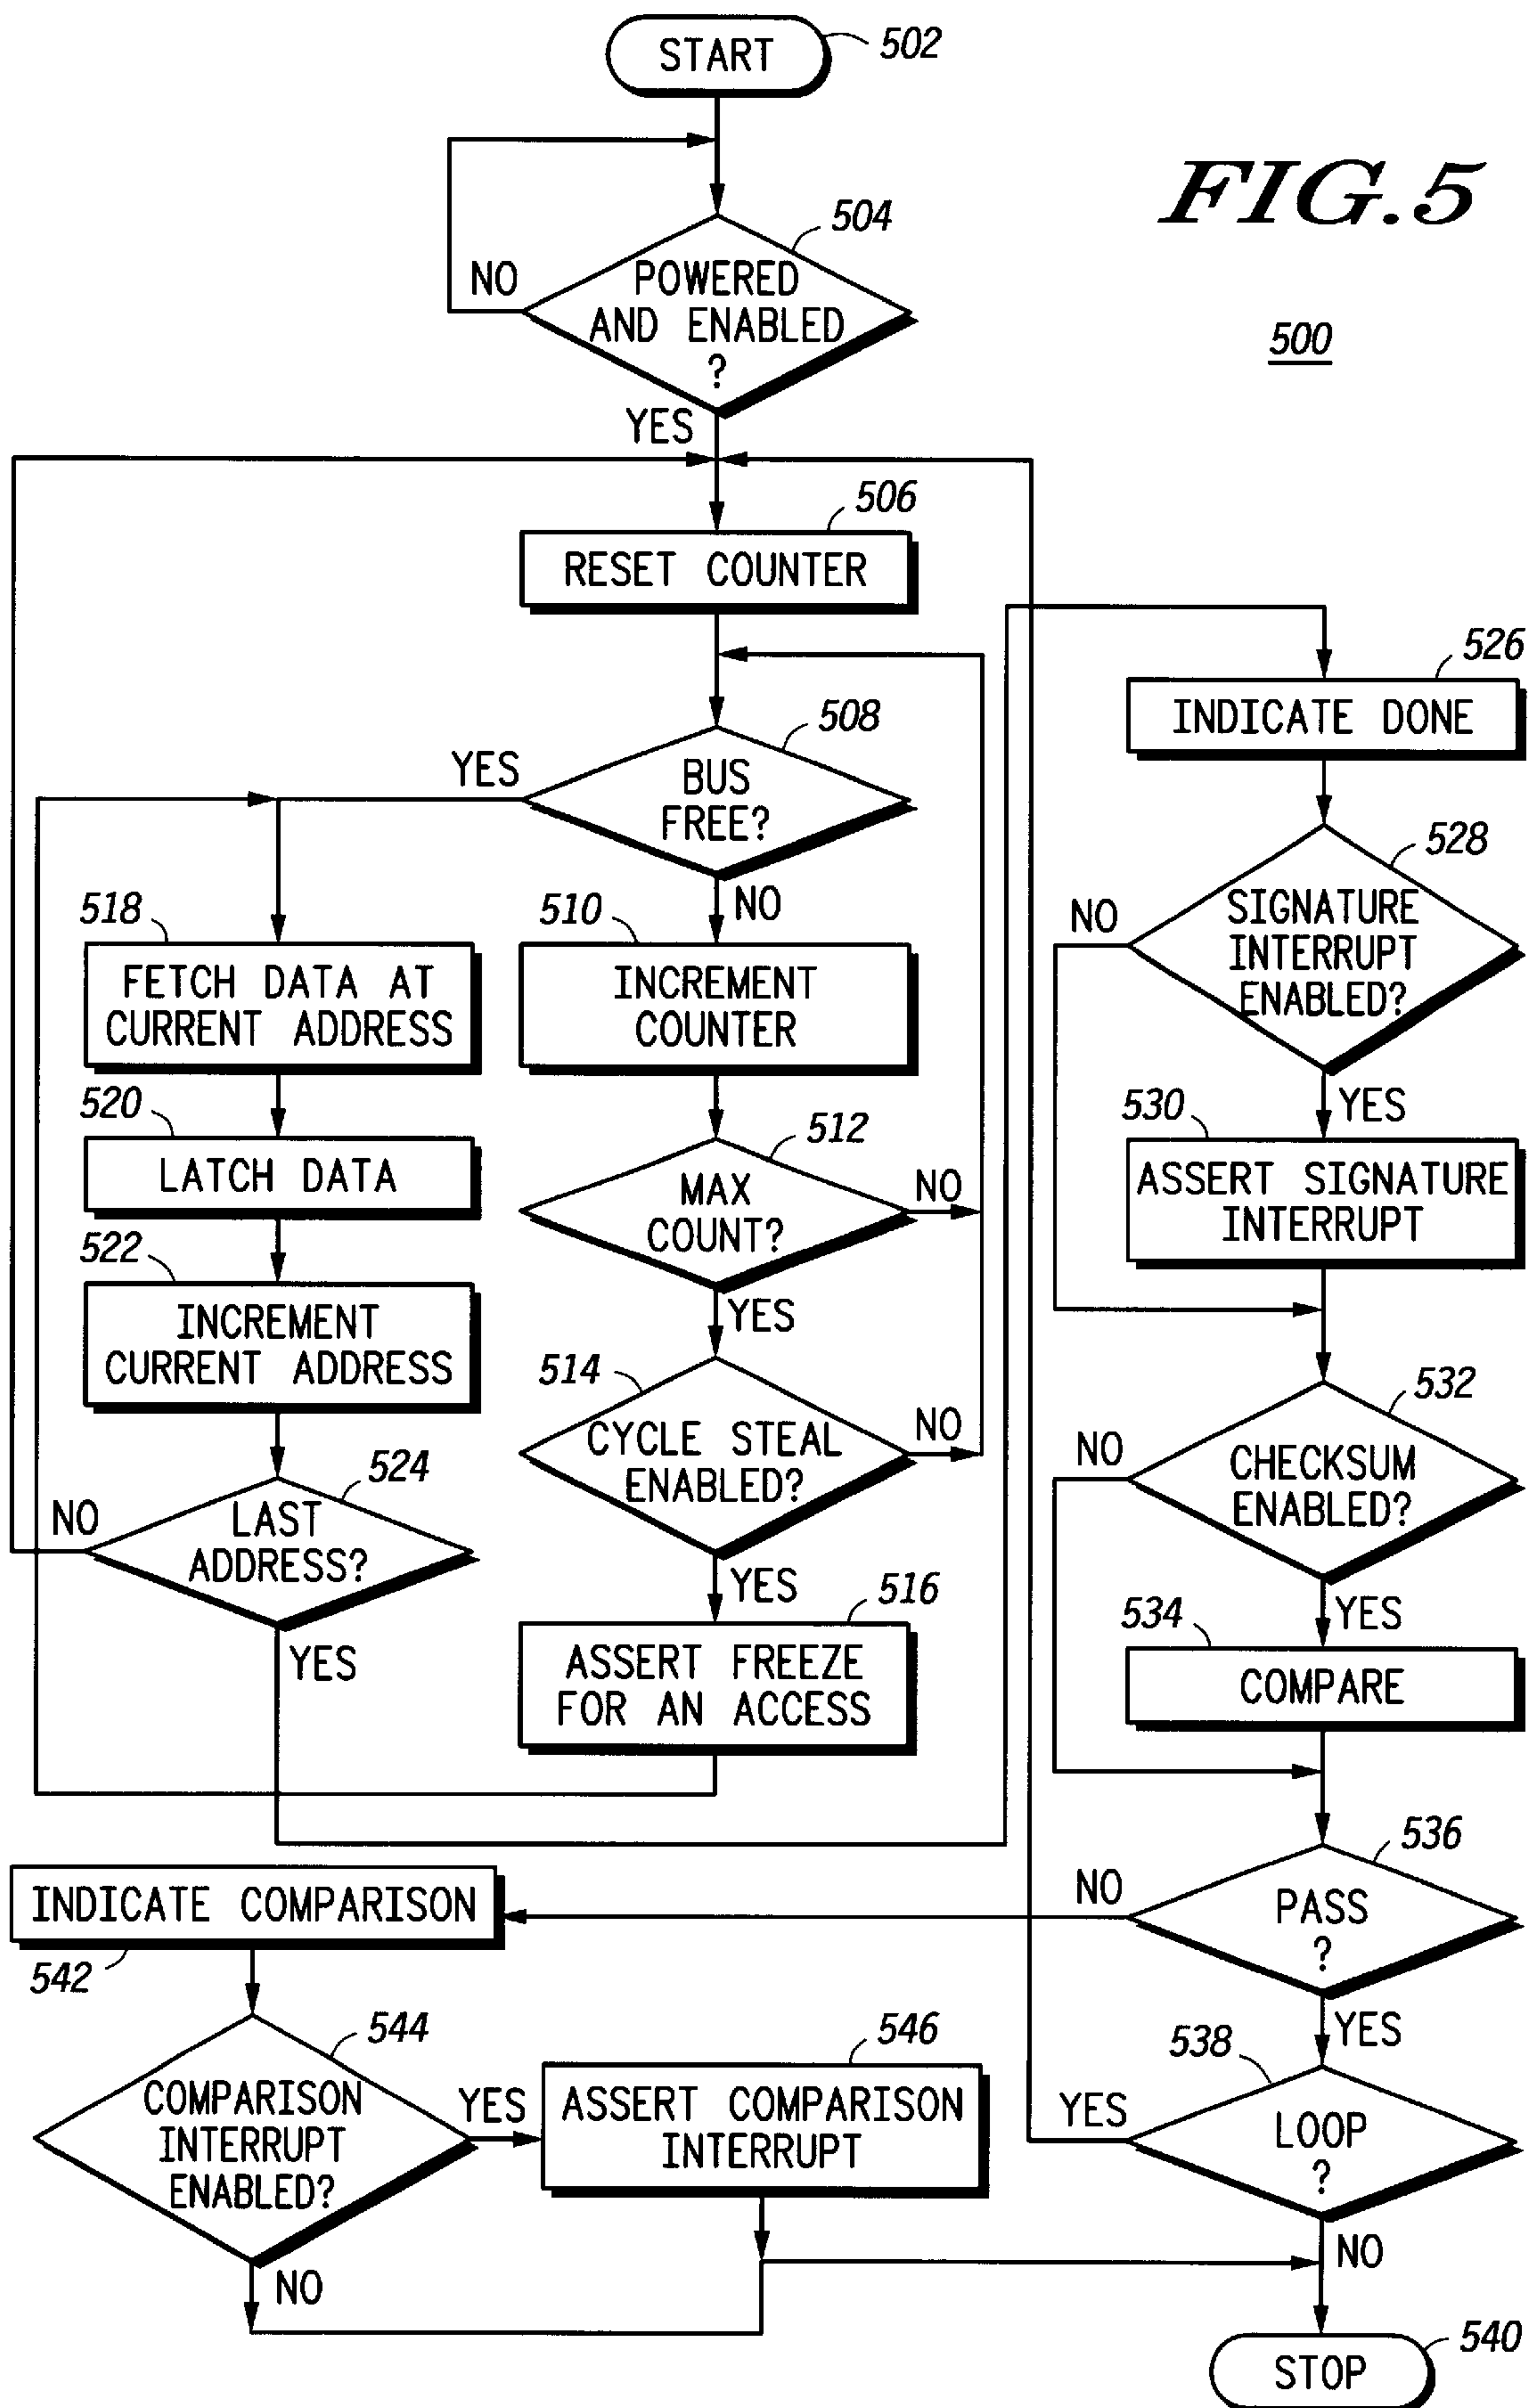 START
502
FIG.5
500
504
POWERED
AND ENABLED
?
NO
YES
506
RESET COUNTER
508
BUS
FREE?
YES
NO
510
INCREMENT
COUNTER
512
MAX
COUNT?
NO
YES
514
CYCLE STEAL
ENABLED?
NO
YES
516
ASSERT FREEZE
FOR AN ACCESS
518
FETCH DATA AT
CURRENT ADDRESS
520
LATCH DATA
522
INCREMENT
CURRENT ADDRESS
524
LAST
ADDRESS?
NO
YES
526
INDICATE DONE
528
SIGNATURE
INTERRUPT
ENABLED?
NO
YES
530
ASSERT SIGNATURE
INTERRUPT
532
CHECKSUM
ENABLED?
NO
YES
534
COMPARE
536
PASS
?
NO
YES
538
LOOP
?
YES
NO
540
STOP
INDICATE COMPARISON
542
544
COMPARISON
INTERRUPT
ENABLED?
YES
NO
546
ASSERT COMPARISON
INTERRUPT